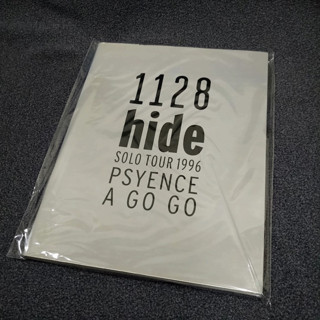 1128
hide
SOLO TOUR 1996
PSYENCE
A GO GO